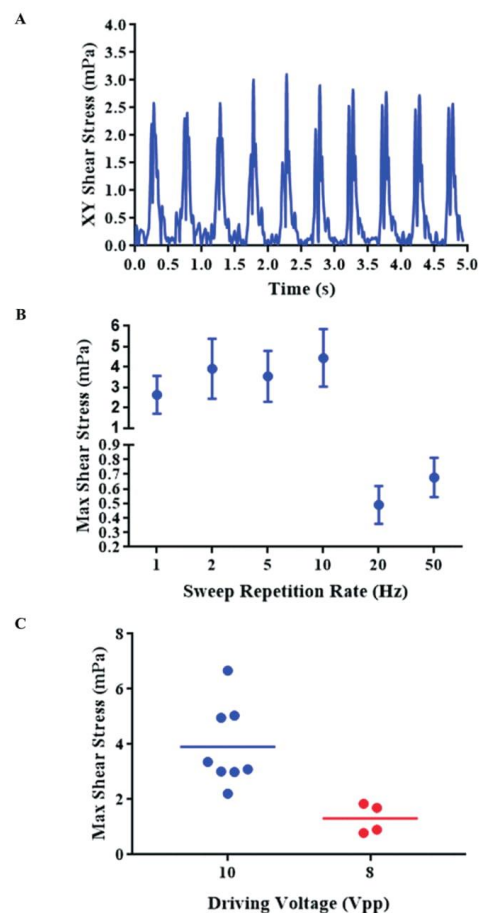 A
XY Shear Stress (mPa)
4.0
3.5
3.0
2.5
2.0
1.5
1.0
0.5
0.0
0.0 0.5 1.0 1.5 2.0 2.5 3.0 3.5 4.0 4.5 5.0
Time (s)
B
Max Shear Stress (mPa)
6
5
4
3
2
1
0.9
0.8
0.7
0.6
0.5
0.4
0.3
0.2
1 2 5 10 20 50
Sweep Repetition Rate (Hz)
C
Max Shear Stress (mPa)
8
6
4
2
0
10 8
Driving Voltage (Vpp)